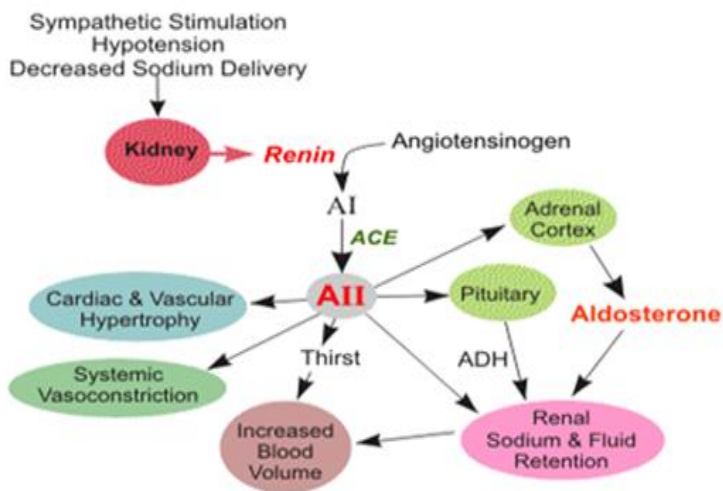 Sympathetic Stimulation
Hypotension
Decreased Sodium Delivery
Kidney
Renin
Angiotensinogen
AI
ACE
Adrenal
Cortex
AII
Cardiac & Vascular
Hypertrophy
Pituitary
Aldosterone
Thirst
ADH
Systemic
Vasoconstriction
Increased
Blood
Volume
Renal
Sodium & Fluid
Retention